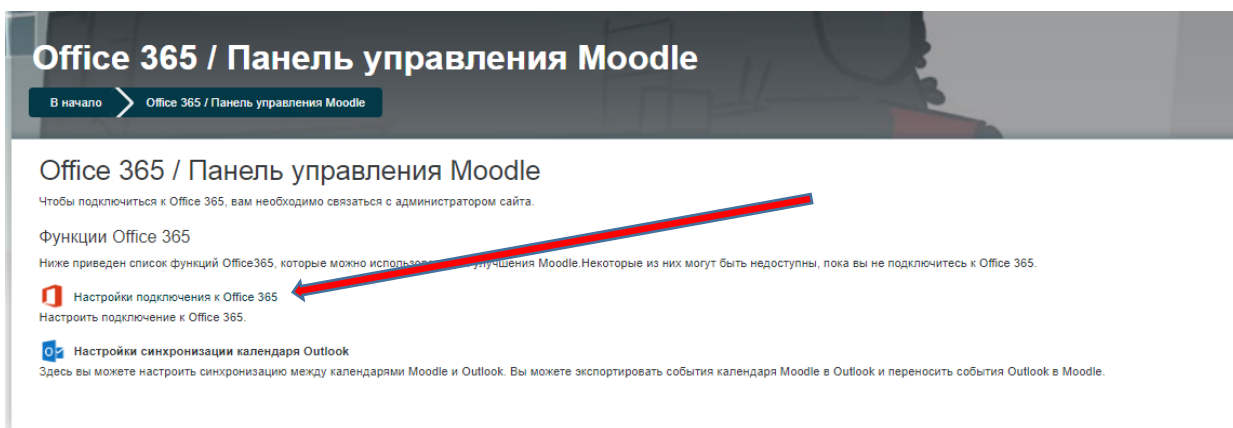 Office 365 / Панель управления Moodle
В начало Office 365 / Панель управления Moodle
Office 365 / Панель управления Moodle
Чтобы подключиться к Office 365, вам необходимо связаться с администратором сайта.
Функции Office 365
Ниже приведен список функций Office365, которые можно улучшения Moodle.Некоторые из них могут быть недоступны, пока вы не подключитесь к Office 365.
Настройки подключения к Office 365
Настроить подключение к Office 365.
Настройки синхронизации календаря Outlook
Здесь вы можете настроить синхронизацию между календарями Moodle и Outlook. Вы можете экспортировать события календаря Moodle в Outlook и переносить события Outlook в Moodle.